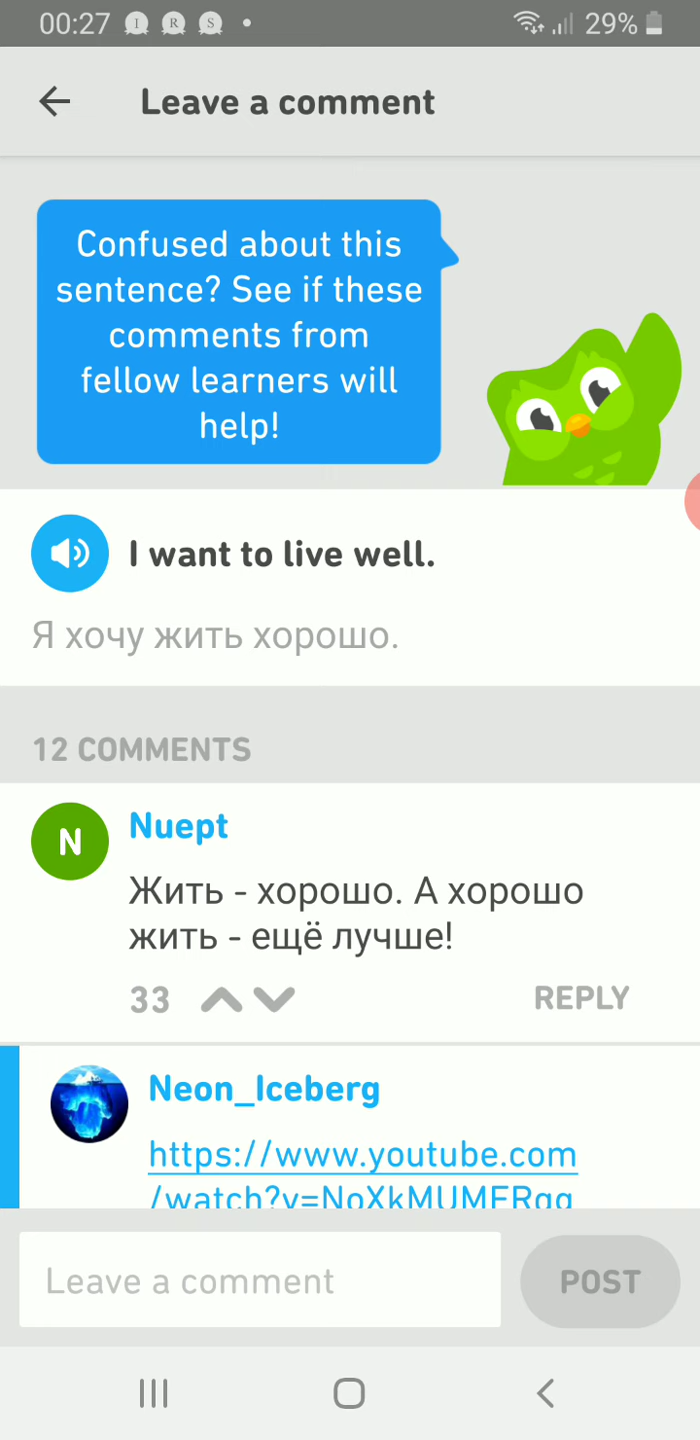 00:27 I R S • 29%
Leave a comment
Confused about this
sentence? See if these
comments from
fellow learners will
help!
I want to live well.
Я хочу жить хорошо.
12 COMMENTS
N Nuept
Жить - хорошо. А хорошо
жить - ещё лучше!
33 REPLY
Neon_Iceberg
https://www.youtube.com
/watch?v=NoXkMUMFRgg
Leave a comment POST